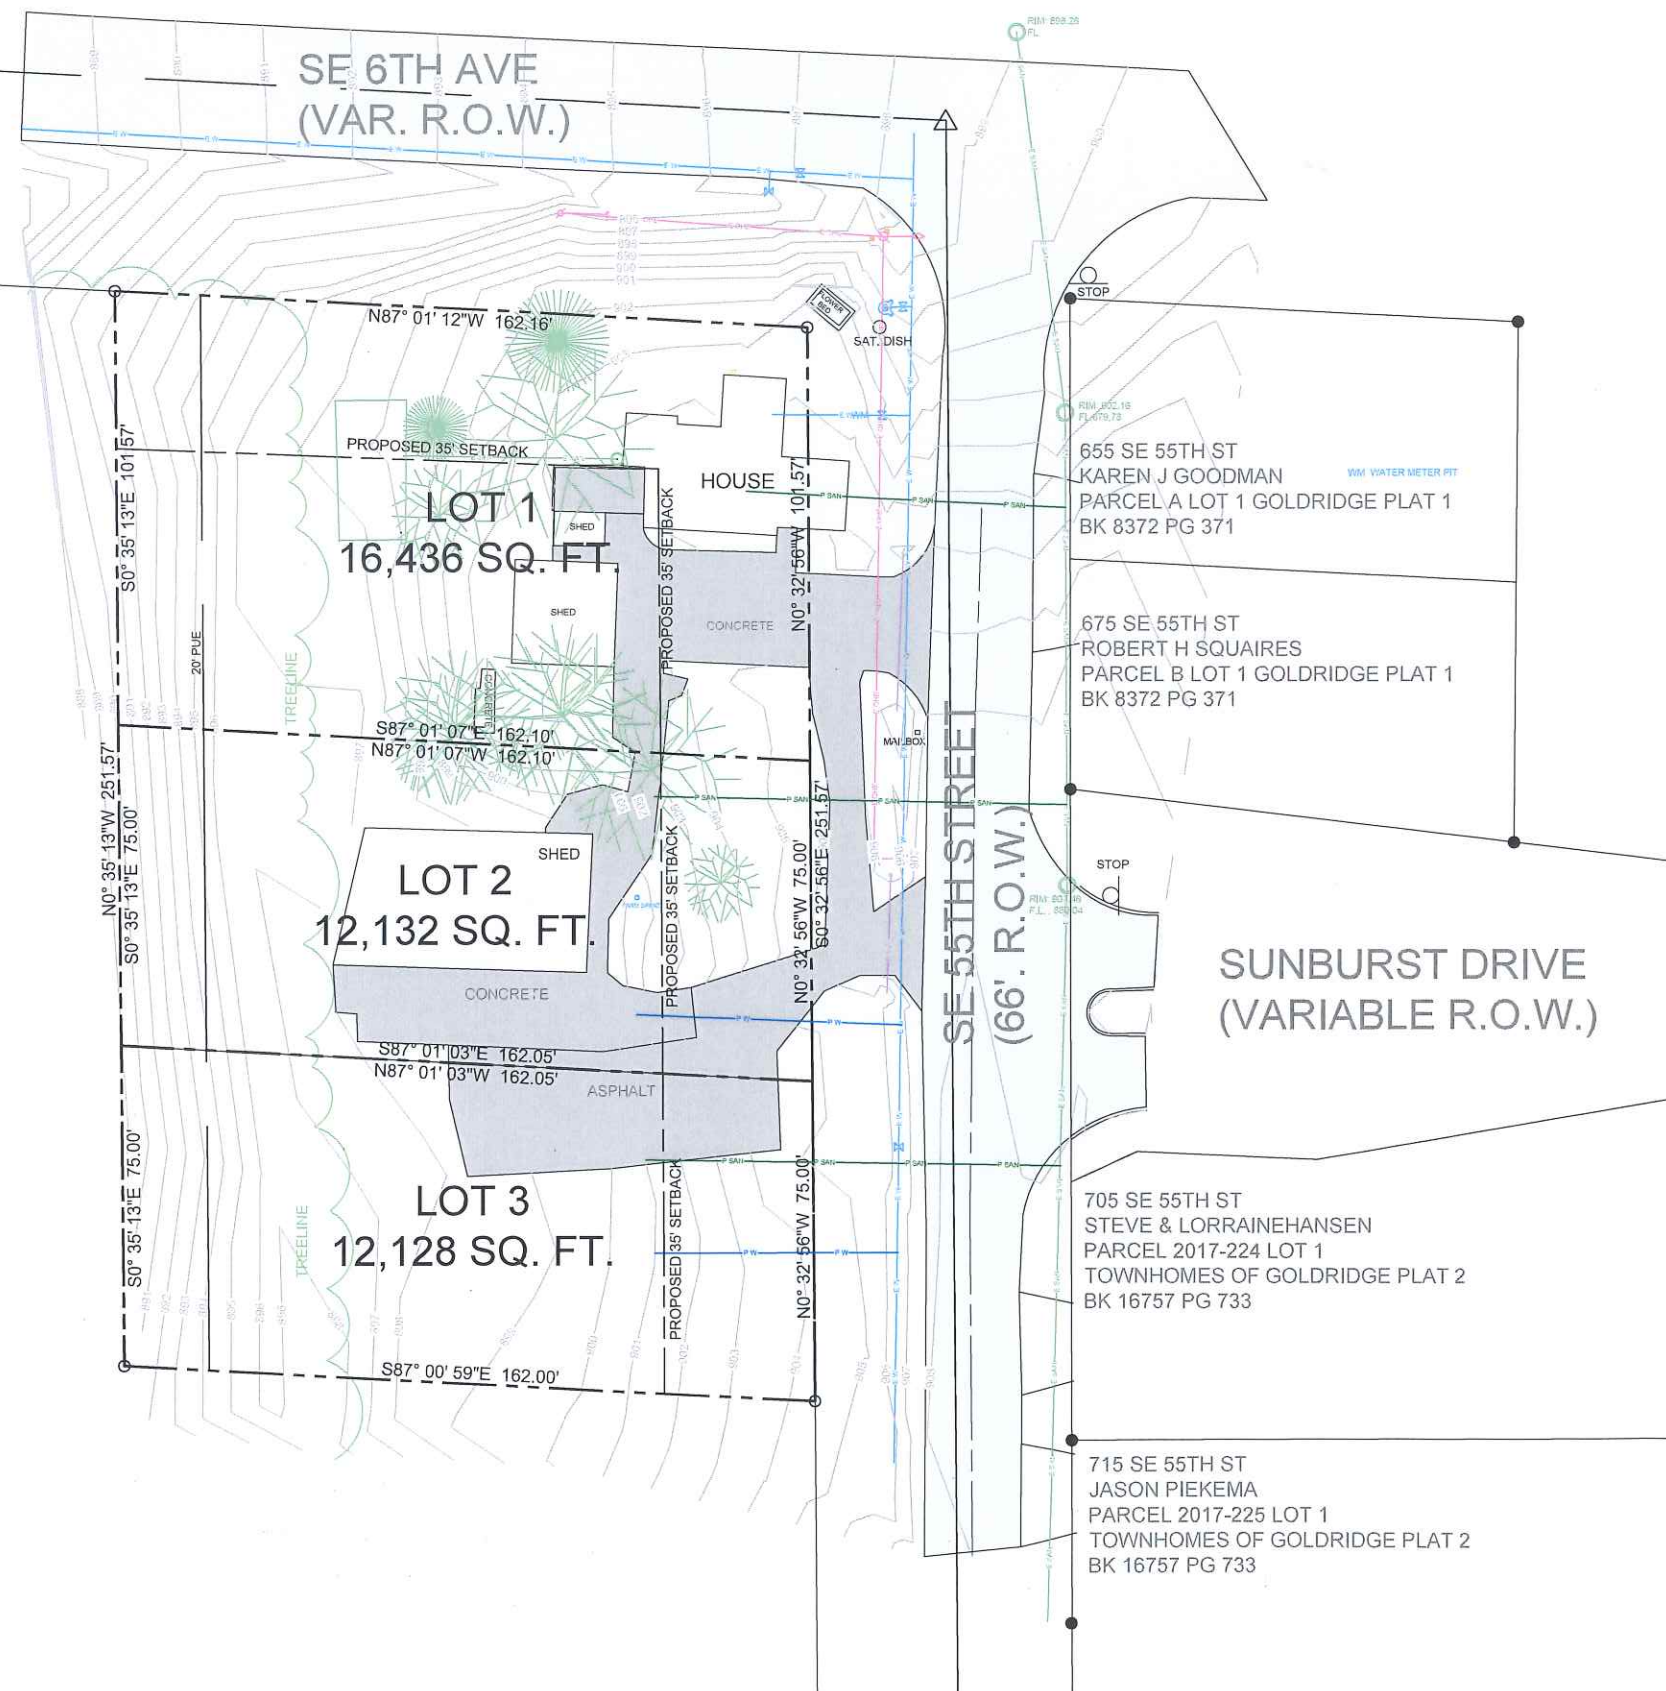 RIM: 898.26
FL
SE 6TH AVE
(VAR. R.O.W.)
N87° 01' 12"W 162.16'
FLOWER
BED
SAT. DISH
STOP
S0° 35' 13"E 101.57'
PROPOSED 35' SETBACK
LOT 1
16,436 SQ. FT.
SHED
SHED
HOUSE
PROPOSED 35' SETBACK
N0° 32' 56"W 101.57'
CONCRETE
20' PUE
TREELINE
CONCRETE
MAILBOX
655 SE 55TH ST
KAREN J GOODMAN
PARCEL A LOT 1 GOLDRIDGE PLAT 1
BK 8372 PG 371
WM WATER METER PIT
675 SE 55TH ST
ROBERT H SQUAIRES
PARCEL B LOT 1 GOLDRIDGE PLAT 1
BK 8372 PG 371
S87° 01' 07"E 162.10'
N87° 01' 07"W 162.10'
N0° 35' 13"W 251.57'
S0° 35' 13"E 75.00'
SHED
LOT 2
12,132 SQ. FT.
CONCRETE
PROPOSED 35' SETBACK
N0° 32' 56"W 75.00'
S0° 32' 56"E 251.57'
SE 55TH STREET
(66'. R.O.W.)
STOP
SUNBURST DRIVE
(VARIABLE R.O.W.)
S87° 01' 03"E 162.05'
N87° 01' 03"W 162.05'
ASPHALT
S0° 35' 13"E 75.00'
TREELINE
LOT 3
12,128 SQ. FT.
PROPOSED 35' SETBACK
N0° 32' 56"W 75.00'
S87° 00' 59"E 162.00'
705 SE 55TH ST
STEVE & LORRAINEHANSEN
PARCEL 2017-224 LOT 1
TOWNHOMES OF GOLDRIDGE PLAT 2
BK 16757 PG 733
715 SE 55TH ST
JASON PIEKEMA
PARCEL 2017-225 LOT 1
TOWNHOMES OF GOLDRIDGE PLAT 2
BK 16757 PG 733